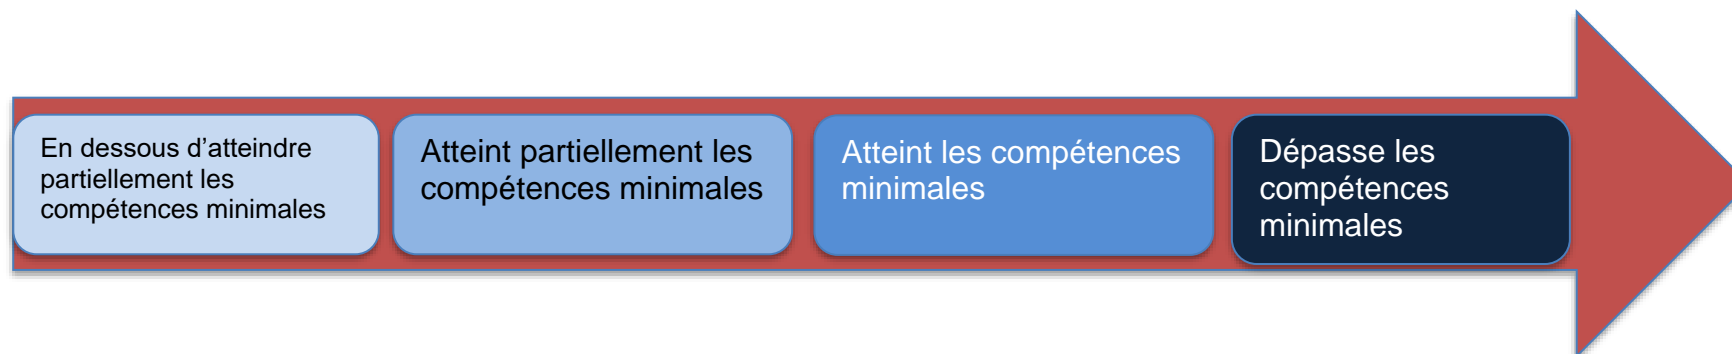 En dessous d’atteindre
partiellement les
compétences minimales
Atteint partiellement les
compétences minimales
Atteint les compétences
minimales
Dépasse les
compétences
minimales